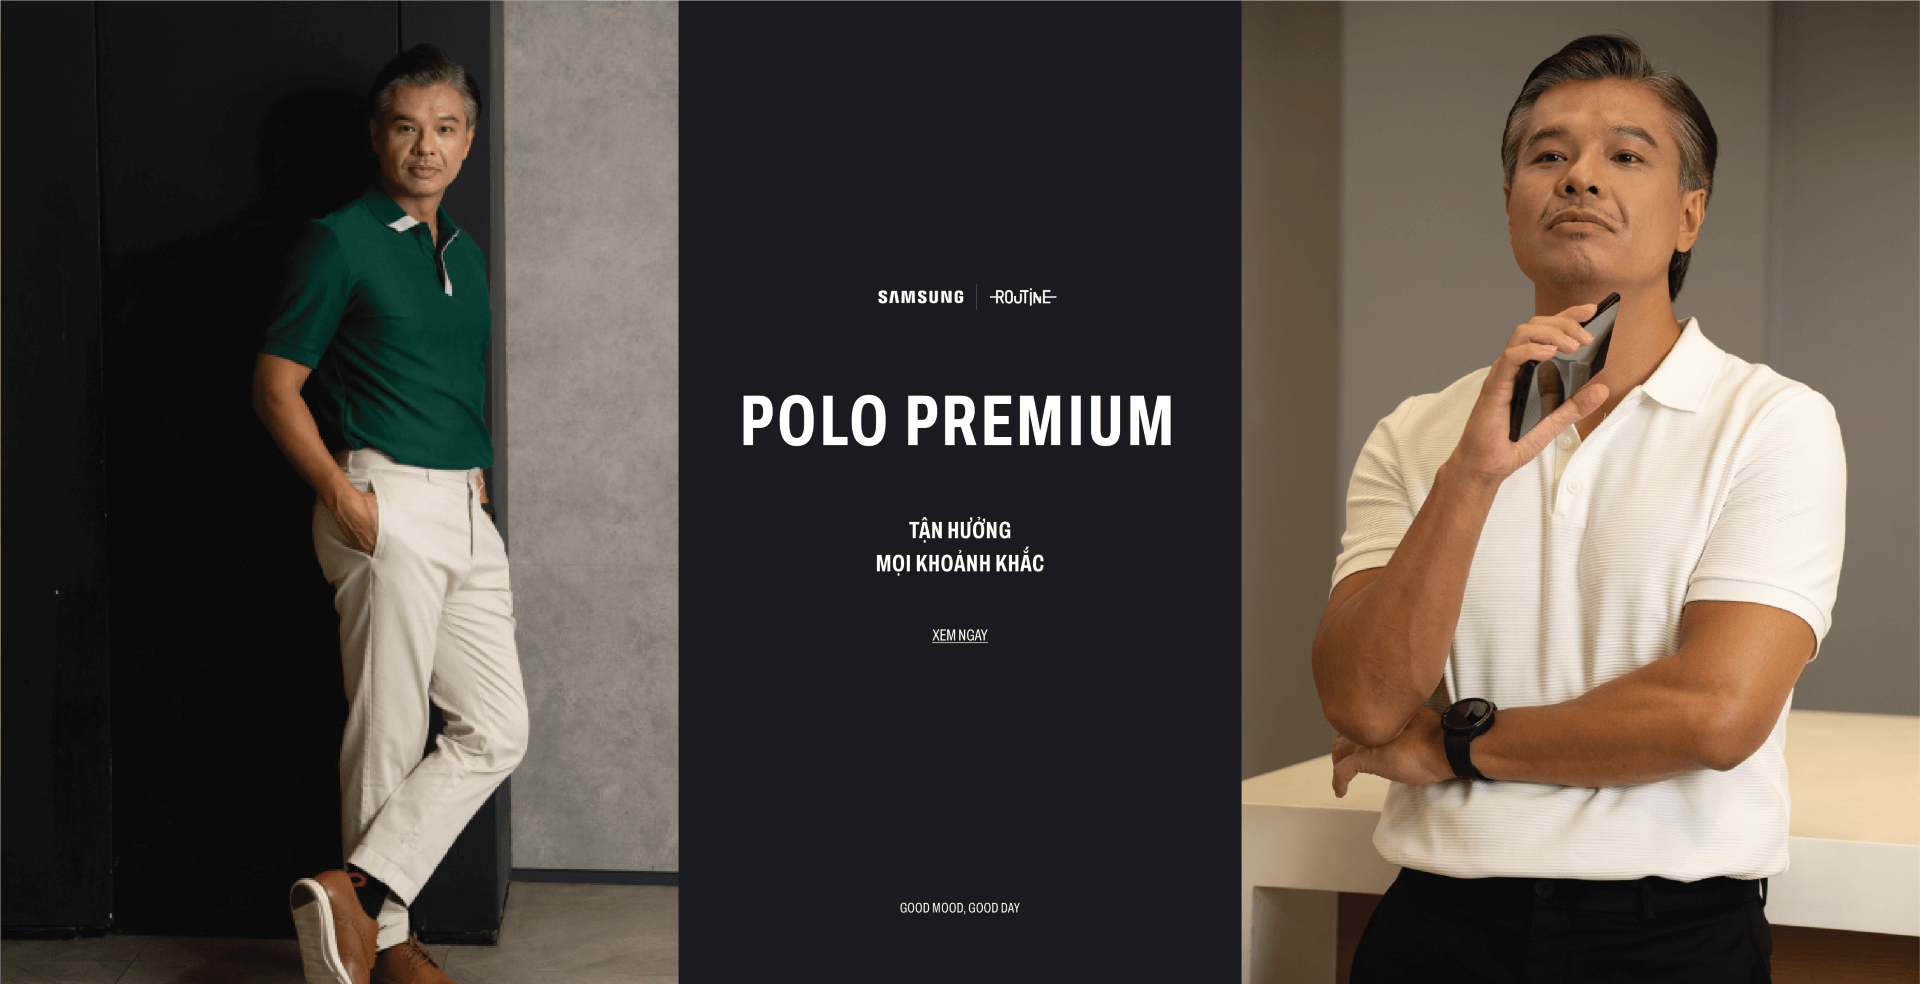 SAMSUNG | ROUTINE
POLO PREMIUM
TẬN HƯỞNG
MỌI KHOẢNH KHẮC
XEM NGAY
GOOD MOOD, GOOD DAY